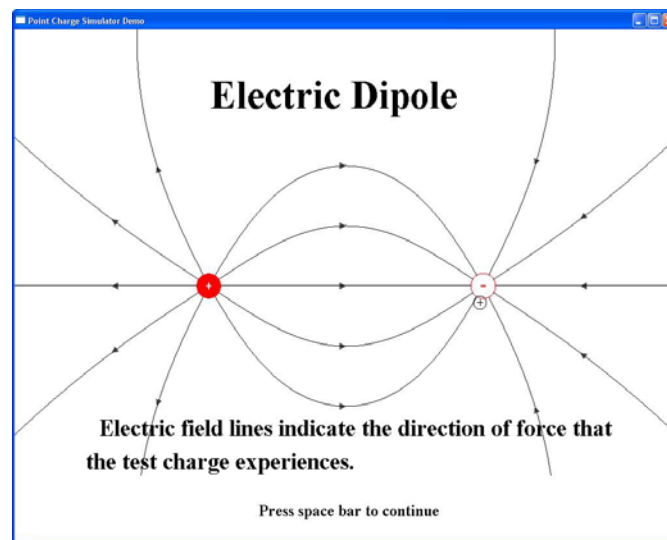 Point Charge Simulator Demo
Electric Dipole
+
-
+
Electric field lines indicate the direction of force that
the test charge experiences.
Press space bar to continue